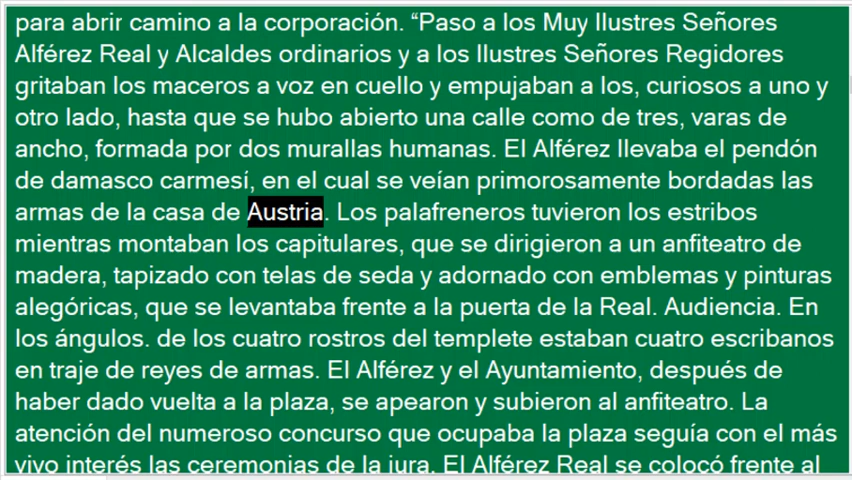 para abrir camino a la corporación. “Paso a los Muy Ilustres Señores
Alférez Real y Alcaldes ordinarios y a los Ilustres Señores Regidores
gritaban los maceros a voz en cuello y empujaban a los, curiosos a uno y
otro lado, hasta que se hubo abierto una calle como de tres, varas de
ancho, formada por dos murallas humanas. El Alférez llevaba el pendón
de damasco carmesí, en el cual se veían primorosamente bordadas las
armas de la casa de Austria. Los palafreneros tuvieron los estribos
mientras montaban los capitulares, que se dirigieron a un anfiteatro de
madera, tapizado con telas de seda y adornado con emblemas y pinturas
alegóricas, que se levantaba frente a la puerta de la Real. Audiencia. En
los ángulos. de los cuatro rostros del templete estaban cuatro escribanos
en traje de reyes de armas. El Alférez y el Ayuntamiento, después de
haber dado vuelta a la plaza, se apearon y subieron al anfiteatro. La
atención del numeroso concurso que ocupaba la plaza seguía con el más
vivo interés las ceremonias de la jura. El Alférez Real se colocó frente al